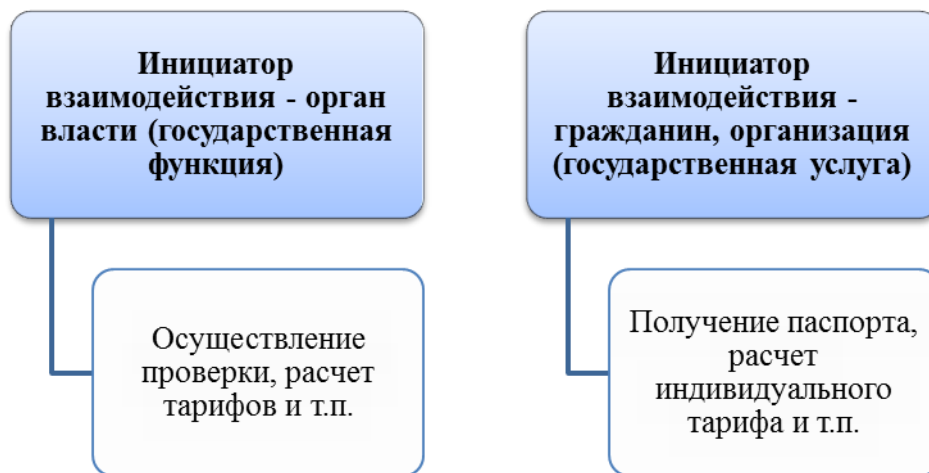 Инициатор
взаимодействия - орган
власти (государственная
функция)
Осуществление
проверки, расчет
тарифов и т.п.
Инициатор
взаимодействия -
гражданин, организация
(государственная услуга)
Получение паспорта,
расчет
индивидуального
тарифа и т.п.